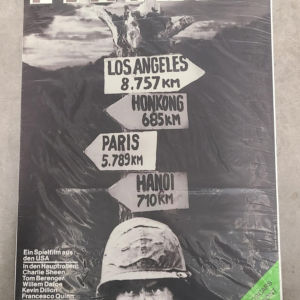 LOS ANGELES
8.757 KM
HONKONG
685 KM
PARIS
5.789 KM
HANOI
710 KM
Ein Spielfilm aus
den USA
In den Hauptrollen:
Charlie Sheen
Tom Berenger
Willem Dafoe
Kevin Dillon
Francesco Quinn